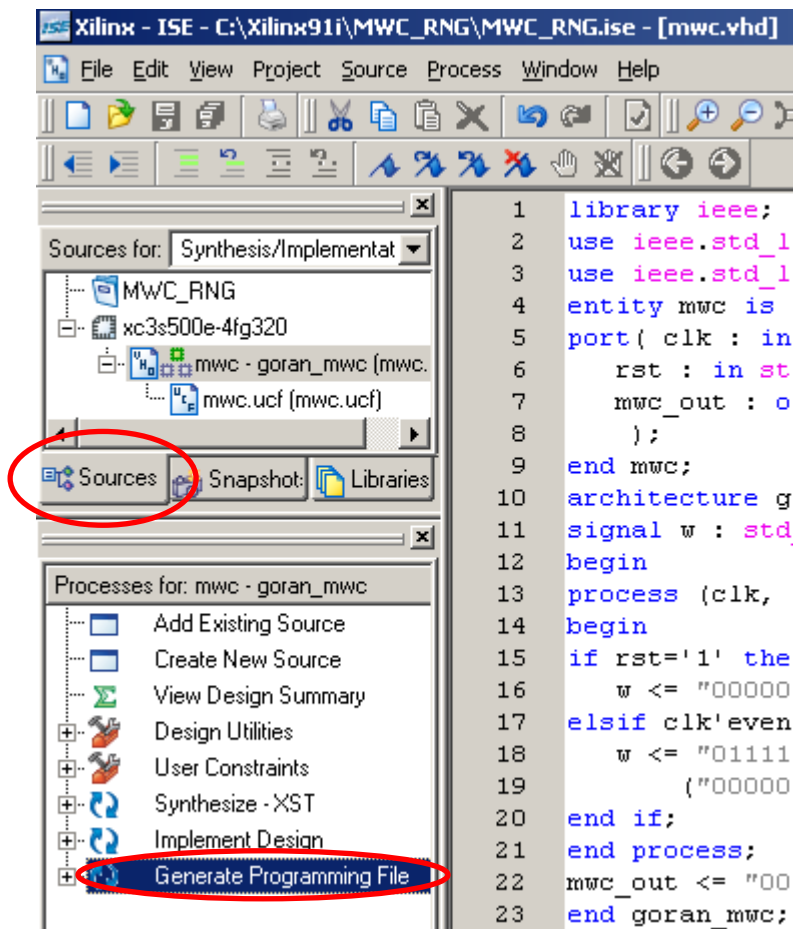 Xilinx - ISE - C:\Xilinx91i\MWC_RNG\MWC_RNG.ise - [mwc.vhd]
File Edit View Project Source Process Window Help
Sources for: Synthesis/Implementat
MWC_RNG
xc3s500e-4fg320
mwc - goran_mwc (mwc.
mwc.ucf (mwc.ucf)
Sources Snapshot Libraries
Processes for: mwc - goran_mwc
Add Existing Source
Create New Source
View Design Summary
Design Utilities
User Constraints
Synthesize - XST
Implement Design
Generate Programming File
1 library ieee;
2 use ieee.std_l
3 use ieee.std_l
4 entity mwc is
5 port( clk : in
6 rst : in st
7 mwc_out : o
8 );
9 end mwc;
10 architecture g
11 signal w : std_
12 begin
13 process (clk,
14 begin
15 if rst='1' the
16 w <= "00000
17 elsif clk'even
18 w <= "01111
19 ("00000
20 end if;
21 end process;
22 mwc_out <= "00
23 end goran_mwc;